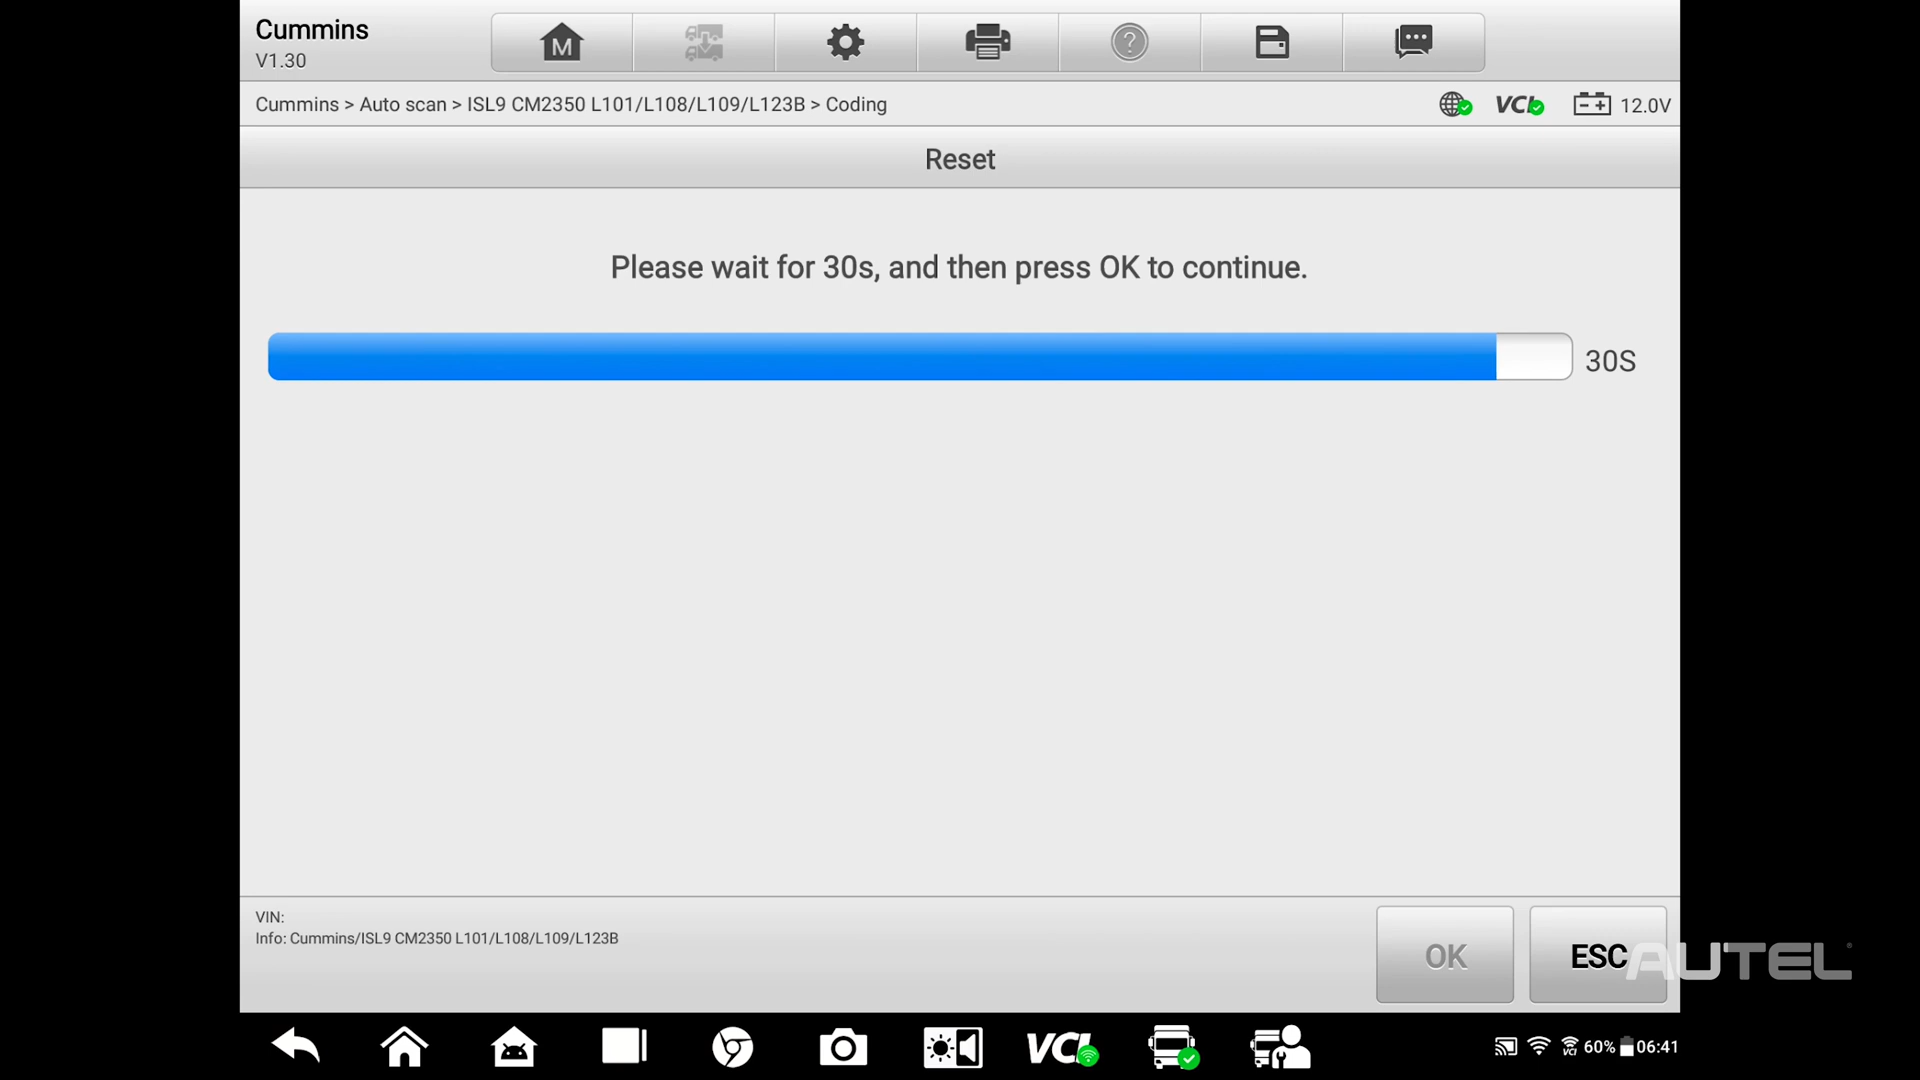 Cummins
V1.30
M
?
Cummins > Auto scan > ISL9 CM2350 L101/L108/L109/L123B > Coding
VCI
12.0V
Reset
Please wait for 30s, and then press OK to continue.
30S
VIN:
Info: Cummins/ISL9 CM2350 L101/L108/L109/L123B
OK
ESC
AUTEL
VCI
VCI
60%
06:41